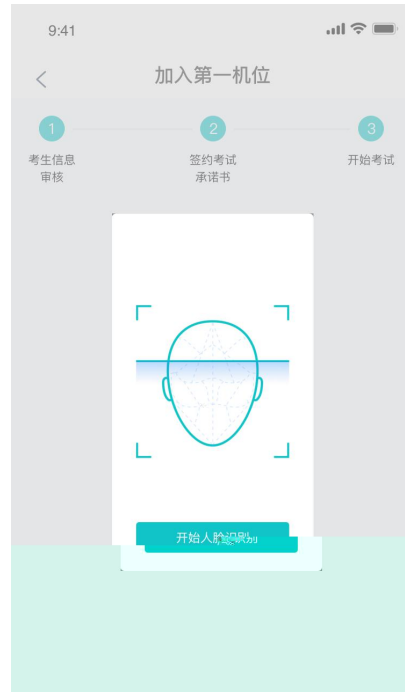 9:41
加入第一机位
1
2
3
考生信息
审核
签约考试
承诺书
开始考试
开始人脸识别